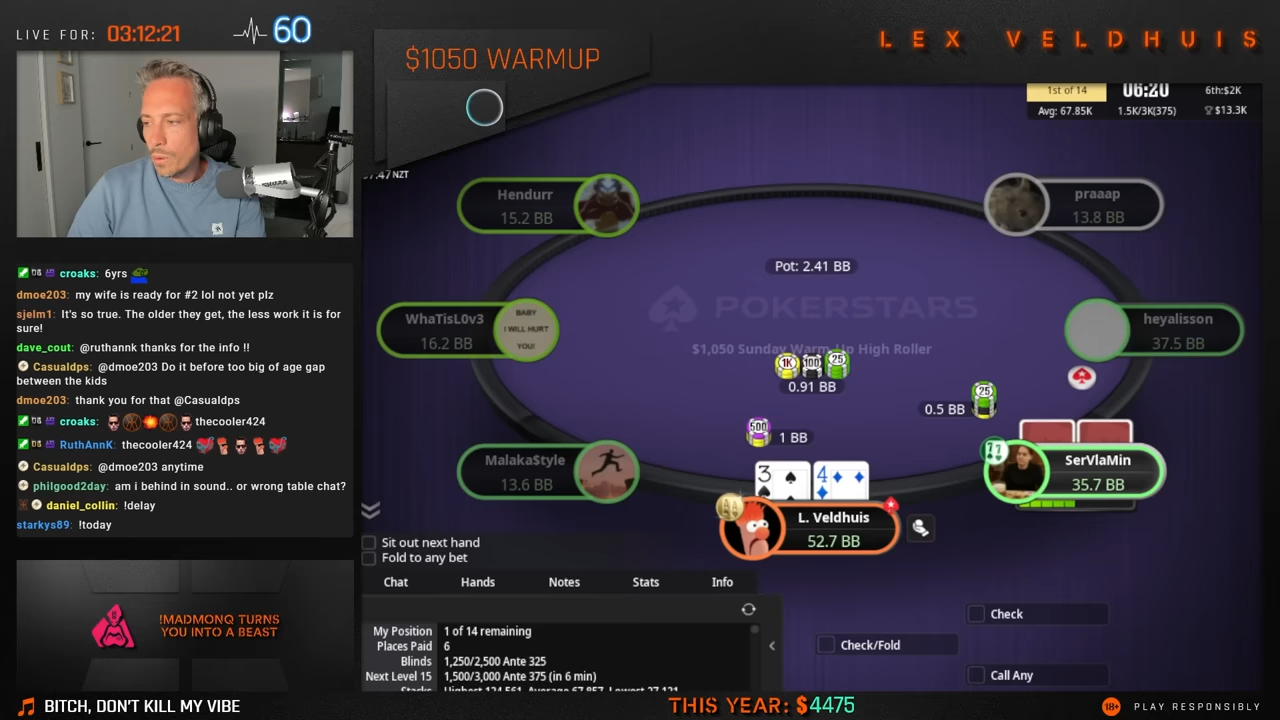 LIVE FOR: 03:12:21
60
$1050 WARMUP
LEX VELDHUIS
1st of 14
06:20
6th:$2K
Avg: 67.85K
1.5K/3K(375)
$13.3K
NZT
Hendurr
15.2 BB
praaap
13.8 BB
Pot: 2.41 BB
POKERSTARS
$1,050 Sunday Warm-Up High Roller
WhaTisL0v3
16.2 BB
BABY
I WILL HURT
YOU!
heyalisson
37.5 BB
1K
100
25
0.91 BB
25
0.5 BB
500
1 BB
Malaka$tyle
13.6 BB
3
4
SerVlaMin
35.7 BB
L. Veldhuis
52.7 BB
croaks: 6yrs
dmoe203: my wife is ready for #2 lol not yet plz
sjelm1: It's so true. The older they get, the less work it is for
sure!
dave_cout: @ruthannk thanks for the info !!
Casualdps: @dmoe203 Do it before too big of age gap
between the kids
dmoe203: thank you for that @Casualdps
croaks: thecooler424
RuthAnnK: thecooler424
Casualdps: @dmoe203 anytime
philgood2day: am i behind in sound.. or wrong table chat?
daniel_collin: !delay
starkys89: !today
Sit out next hand
Fold to any bet
Chat
Hands
Notes
Stats
Info
My Position 1 of 14 remaining
Places Paid 6
Blinds 1,250/2,500 Ante 325
Next Level 15 1,500/3,000 Ante 375 (in 6 min)
Check
Check/Fold
Call Any
!MADMONQ TURNS
YOU INTO A BEAST
BITCH, DON'T KILL MY VIBE
THIS YEAR: $4475
18+
PLAY RESPONSIBLY